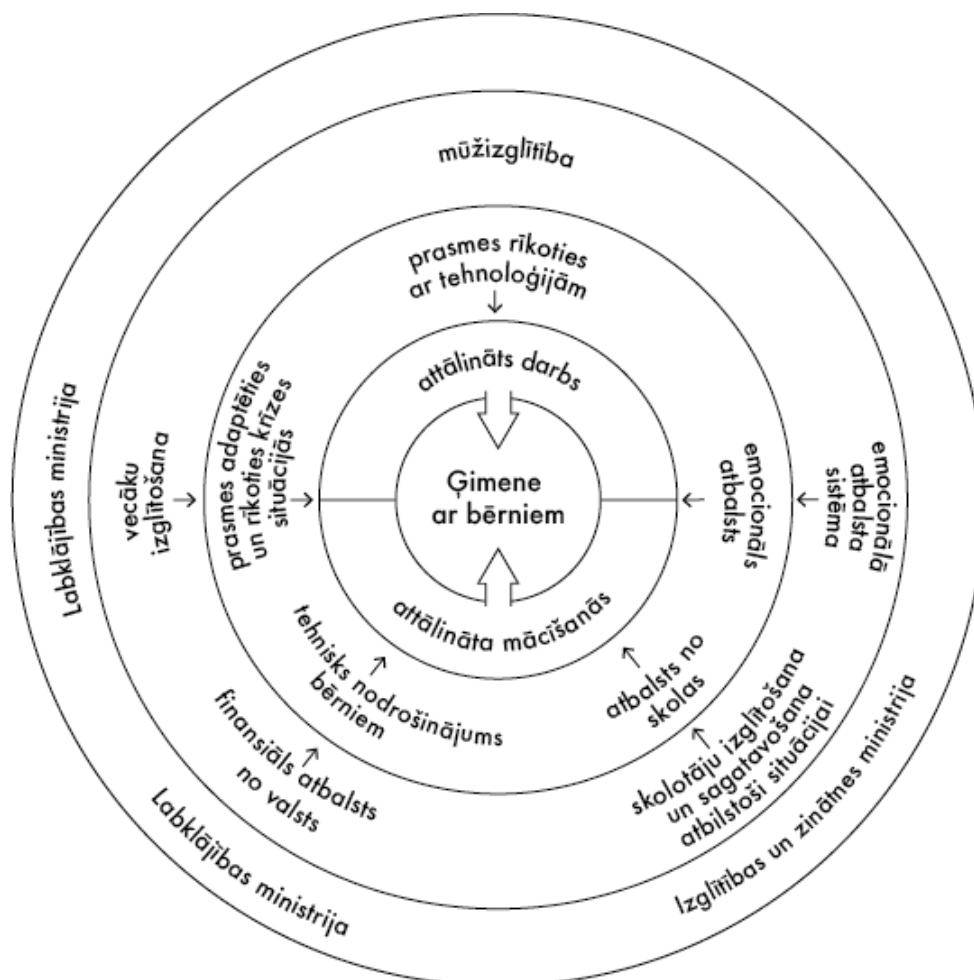 mūžizglītība
prasmes rīkoties
ar tehnoloģijām
attālināts darbs
Labklājības ministrija
vecāku
izglītošana
prasmes adaptēties
un rīkoties krīzes
situācijās
Ģimene
ar bērniem
emocionāls
atbalsts
emocionālā
atbalsta
sistēma
attālināta mācīšanās
tehnisks nodrošinājums
bērniem
atbalsts no
skolas
finansiāls atbalsts
no valsts
skolotāju izglītošana
un sagatavošana
atbilstoši situācijai
Labklājības ministrija
Izglītības un zinātnes ministrija